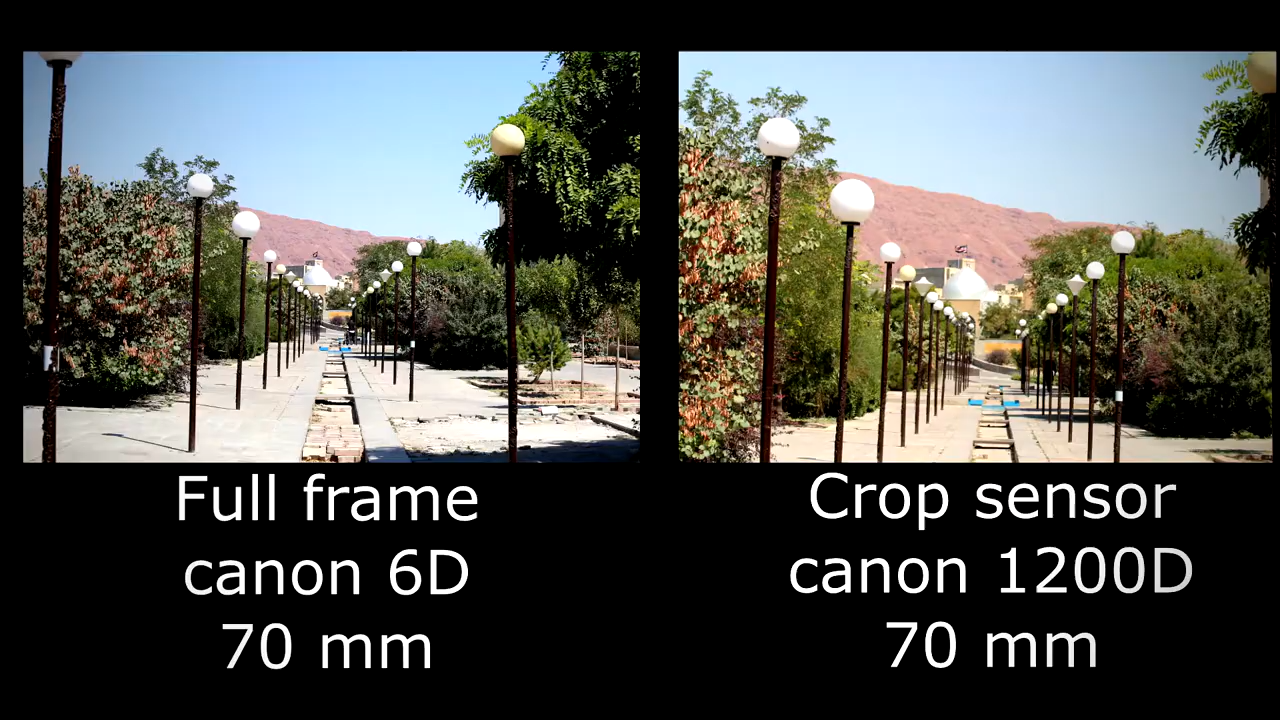 Full frame
canon 6D
70 mm
Crop sensor
canon 1200D
70 mm